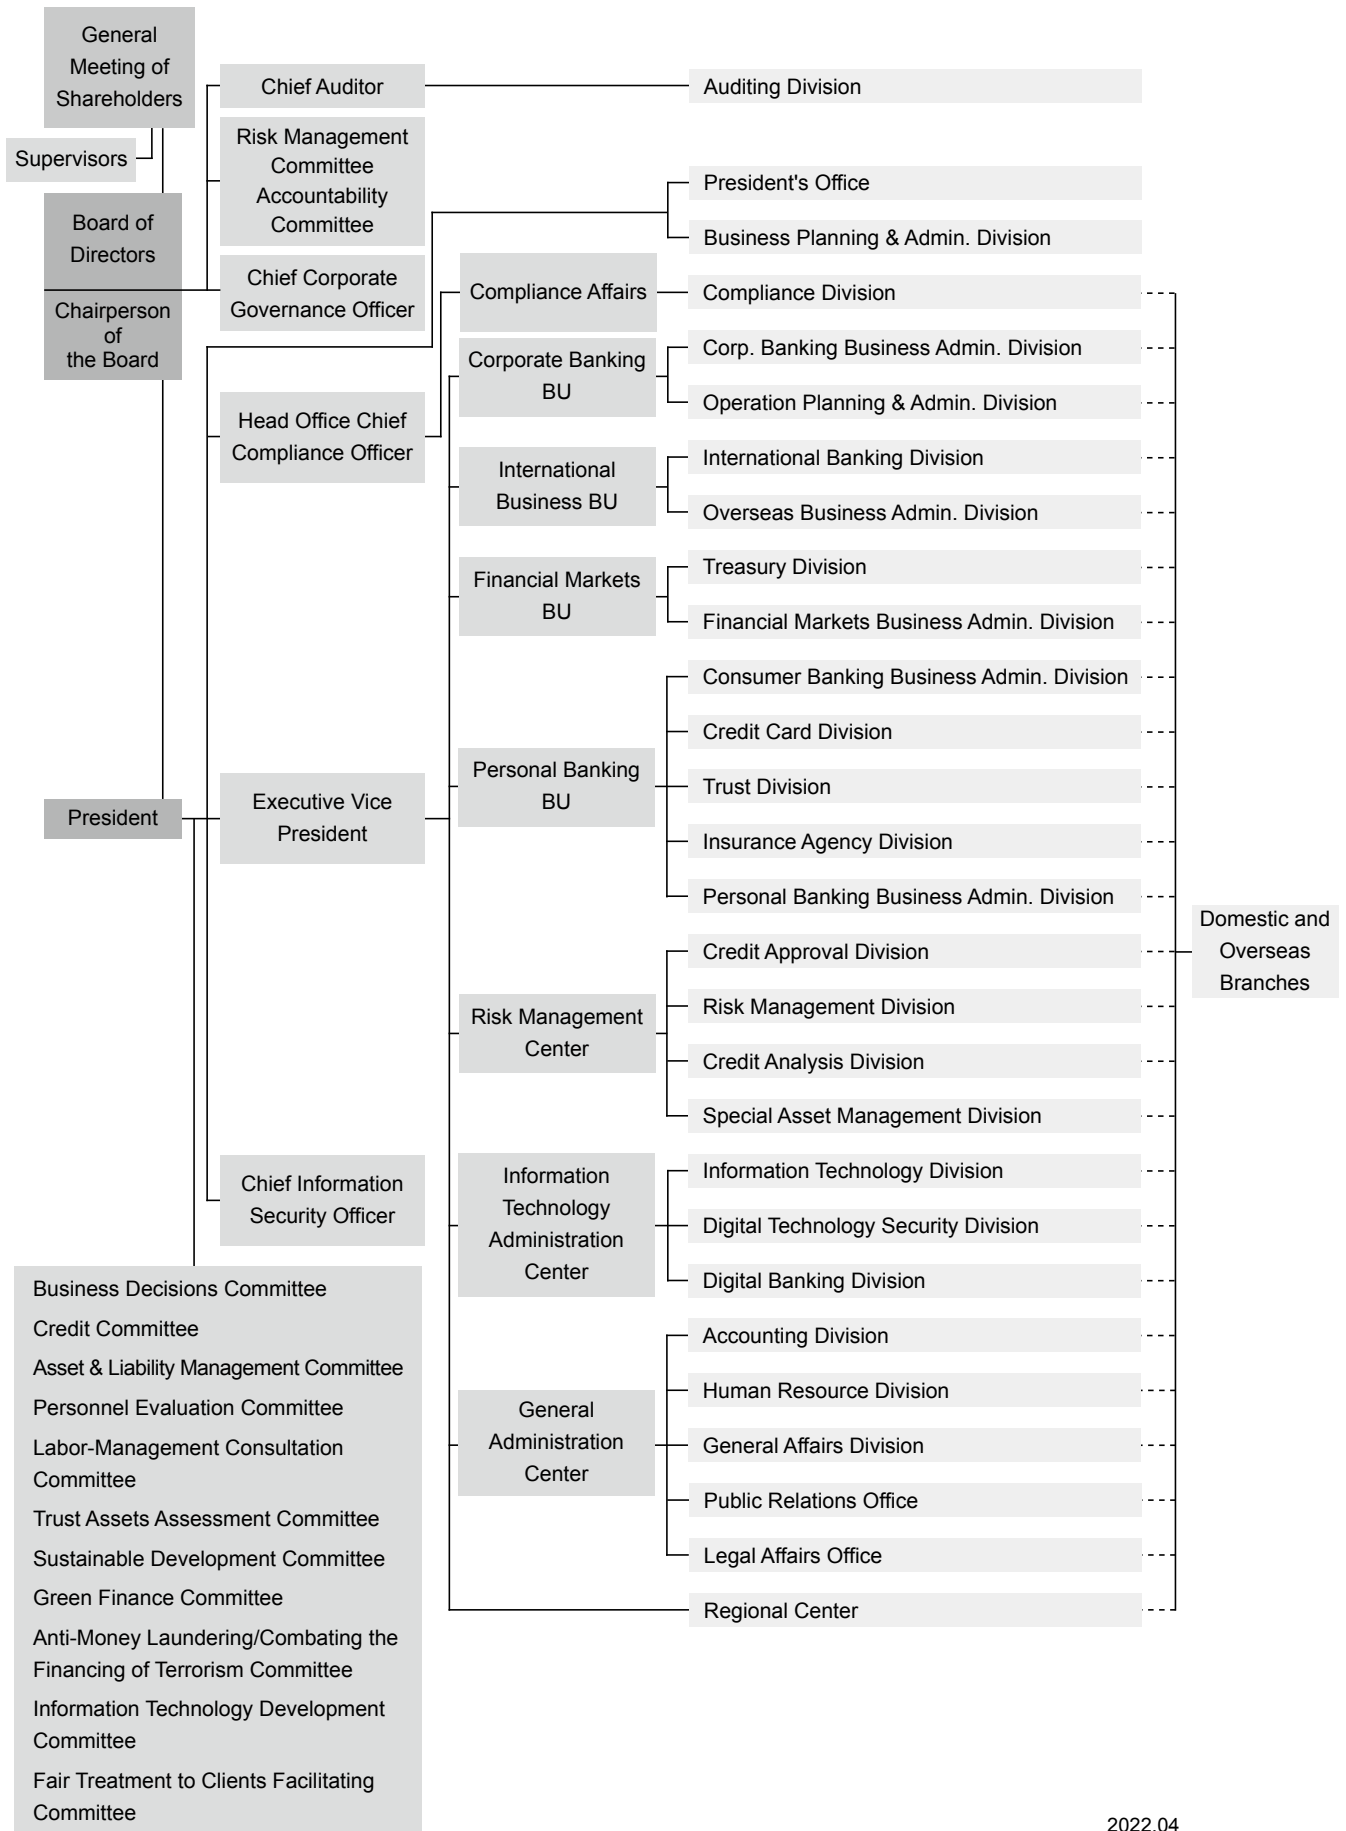 General
Meeting of
Shareholders
Supervisors
Board of
Directors
Chairperson
of
the Board
President
Chief Auditor
Risk Management
Committee
Accountability
Committee
Chief Corporate
Governance Officer
Head Office Chief
Compliance Officer
Executive Vice
President
Chief Information
Security Officer
Business Decisions Committee
Credit Committee
Asset & Liability Management Committee
Personnel Evaluation Committee
Labor-Management Consultation
Committee
Trust Assets Assessment Committee
Sustainable Development Committee
Green Finance Committee
Anti-Money Laundering/Combating the
Financing of Terrorism Committee
Information Technology Development
Committee
Fair Treatment to Clients Facilitating
Committee
Compliance Affairs
Corporate Banking
BU
International
Business BU
Financial Markets
BU
Personal Banking
BU
Risk Management
Center
Information
Technology
Administration
Center
General
Administration
Center
Auditing Division
President's Office
Business Planning & Admin. Division
Compliance Division
Corp. Banking Business Admin. Division
Operation Planning & Admin. Division
International Banking Division
Overseas Business Admin. Division
Treasury Division
Financial Markets Business Admin. Division
Consumer Banking Business Admin. Division
Credit Card Division
Trust Division
Insurance Agency Division
Personal Banking Business Admin. Division
Credit Approval Division
Risk Management Division
Credit Analysis Division
Special Asset Management Division
Information Technology Division
Digital Technology Security Division
Digital Banking Division
Accounting Division
Human Resource Division
General Affairs Division
Public Relations Office
Legal Affairs Office
Regional Center
Domestic and
Overseas
Branches
2022.04